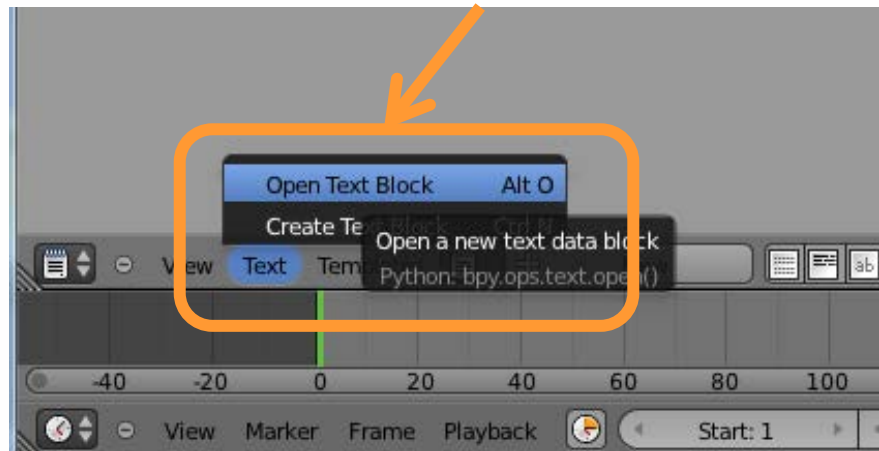 Open Text Block Alt O
Create Te
Open a new text data block
View Text Tem
Python: bpy.ops.text.open()
-40 -20 0 20 40 60 80 100
View Marker Frame Playback Start: 1